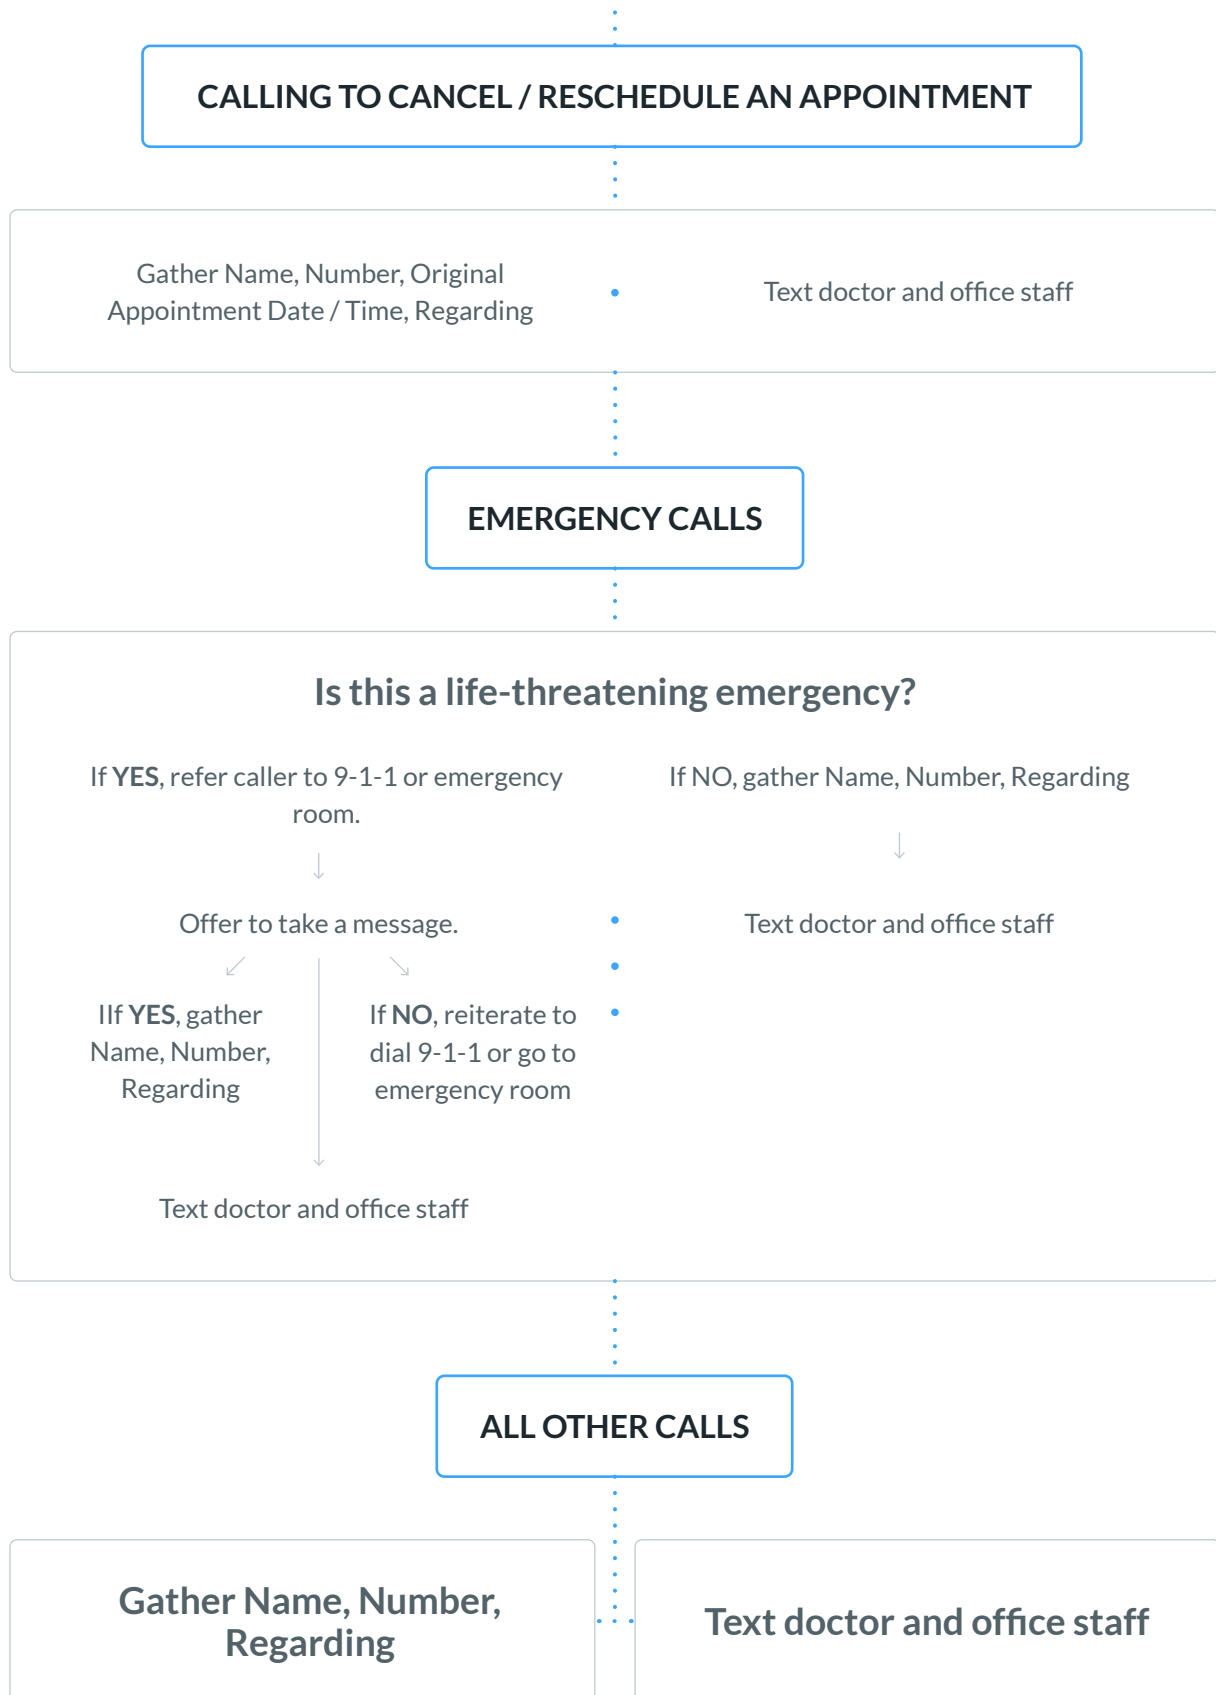 CALLING TO CANCEL / RESCHEDULE AN APPOINTMENT
Gather Name, Number, Original
Appointment Date / Time, Regarding
Text doctor and office staff
EMERGENCY CALLS
Is this a life-threatening emergency?
If YES, refer caller to 9-1-1 or emergency
room.
Offer to take a message.
IIf YES, gather
Name, Number,
Regarding
If NO, reiterate to
dial 9-1-1 or go to
emergency room
Text doctor and office staff
If NO, gather Name, Number, Regarding
Text doctor and office staff
ALL OTHER CALLS
Gather Name, Number,
Regarding
Text doctor and office staff